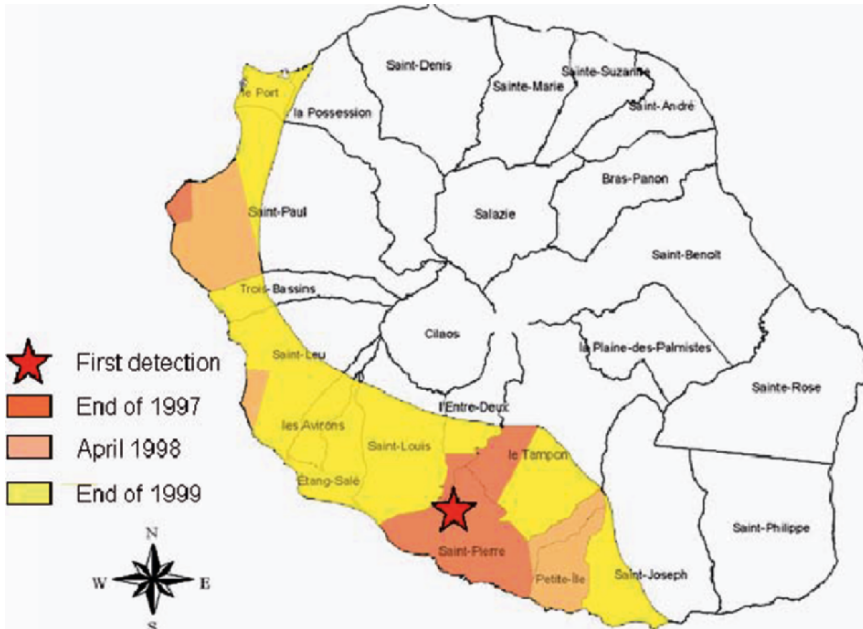 Saint-Denis
Sainte-Marie
Sainte-Suzanne
Saint-André
le Port
la Possession
Bras-Panon
Saint-Paul
Salazie
Saint-Benoît
Trois-Bassins
Cilaos
la Plaine-des-Palmistes
Saint-Leu
Sainte-Rose
First detection
End of 1997
April 1998
End of 1999
l'Entre-Deux
les Avirons
Saint-Louis
le Tampon
Étang-Salé
Saint-Philippe
Saint-Pierre
Petite-Île
Saint-Joseph
N
W
E
S